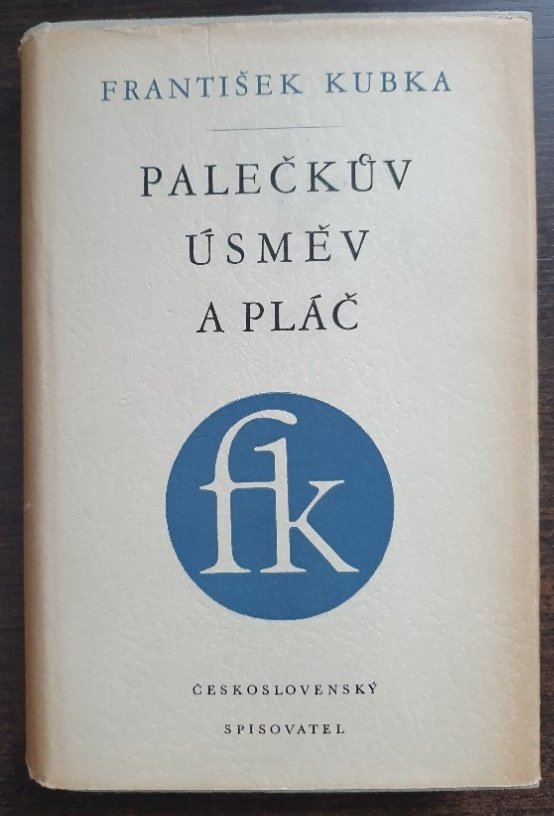 FRANTIŠEK KUBKA
PALEČKŮV
ÚSMĚV
A PLÁČ
fk
ČESKOSLOVENSKÝ
SPISOVATEL